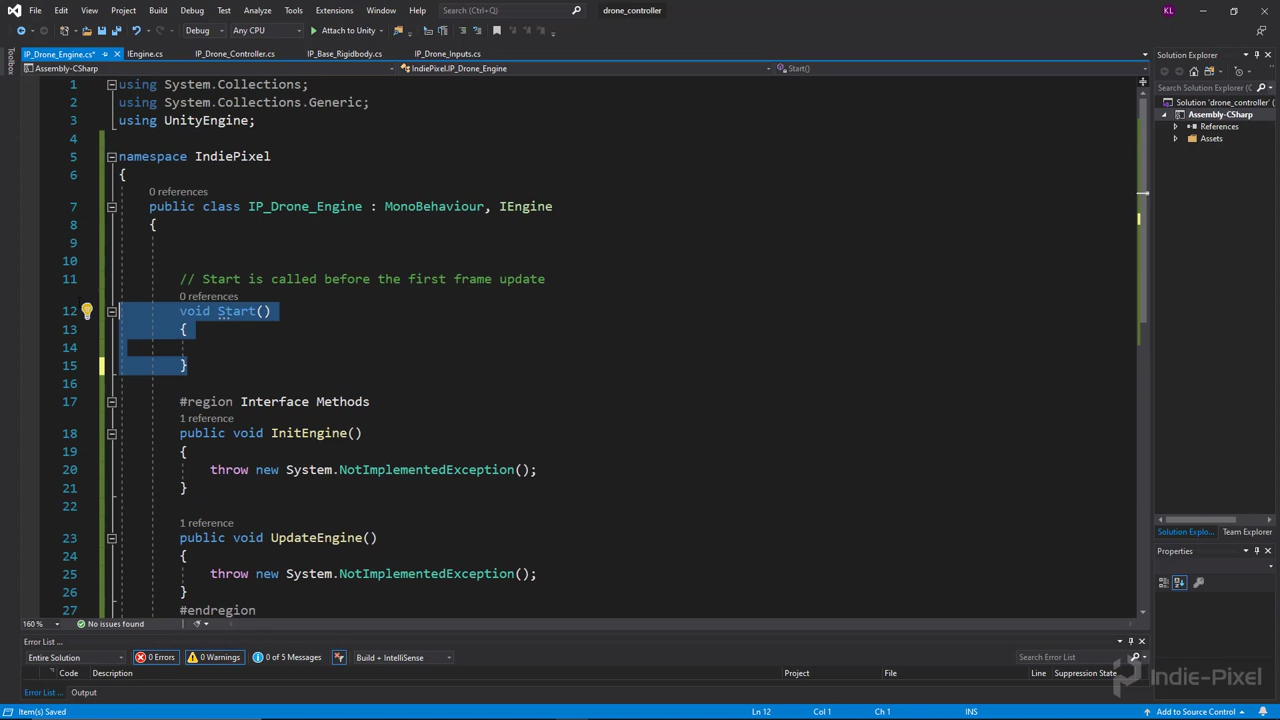 File Edit View Project Build Debug Test Analyze Tools Extensions Window Help Search (Ctrl+Q) drone_controller KL
Debug Any CPU Attach to Unity
IP_Drone_Engine.cs* IEngine.cs IP_Drone_Controller.cs IP_Base_Rigidbody.cs IP_Drone_Inputs.cs
Assembly-CSharp IndiePixel.IP_Drone_Engine Start()
Toolbox
1 using System.Collections;
2 using System.Collections.Generic;
3 using UnityEngine;
4
5 namespace IndiePixel
6 {
0 references
7 public class IP_Drone_Engine : MonoBehaviour, IEngine
8 {
9
10
11 // Start is called before the first frame update
0 references
12 void Start()
13 {
14
15 }
16
17 #region Interface Methods
1 reference
18 public void InitEngine()
19 {
20 throw new System.NotImplementedException();
21 }
22
1 reference
23 public void UpdateEngine()
24 {
25 throw new System.NotImplementedException();
26 }
27 #endregion
160 % No issues found
Solution Explorer
Search Solution Explorer (Ctrl
Solution 'drone_controller' (
Assembly-CSharp
References
Assets
Solution Explo... Team Explorer
Properties
Error List ...
Entire Solution 0 Errors 0 Warnings 0 of 5 Messages Build + IntelliSense Search Error List
Code Description Project File Line Suppression State
Error List ... Output
Indie-Pixel
Item(s) Saved Ln 12 Col 1 Ch 1 INS Add to Source Control